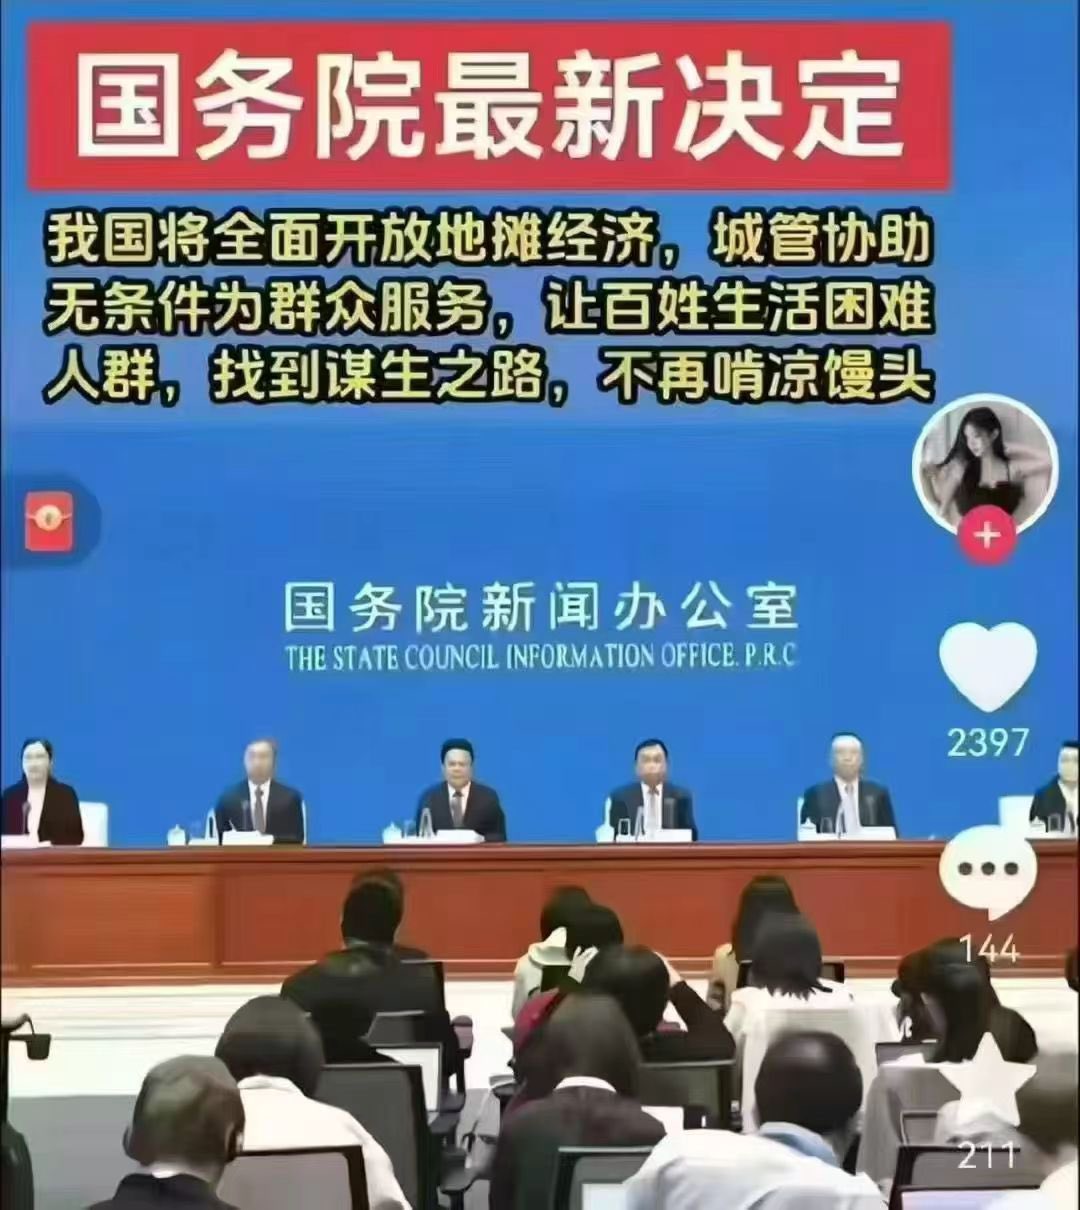 国务院最新决定
我国将全面开放地摊经济，城管协助
无条件为群众服务，让百姓生活困难
人群，找到谋生之路，不再啃凉馒头
国务院新闻办公室
THE STATE COUNCIL INFORMATION OFFICE. P.R.C
2397
144
211